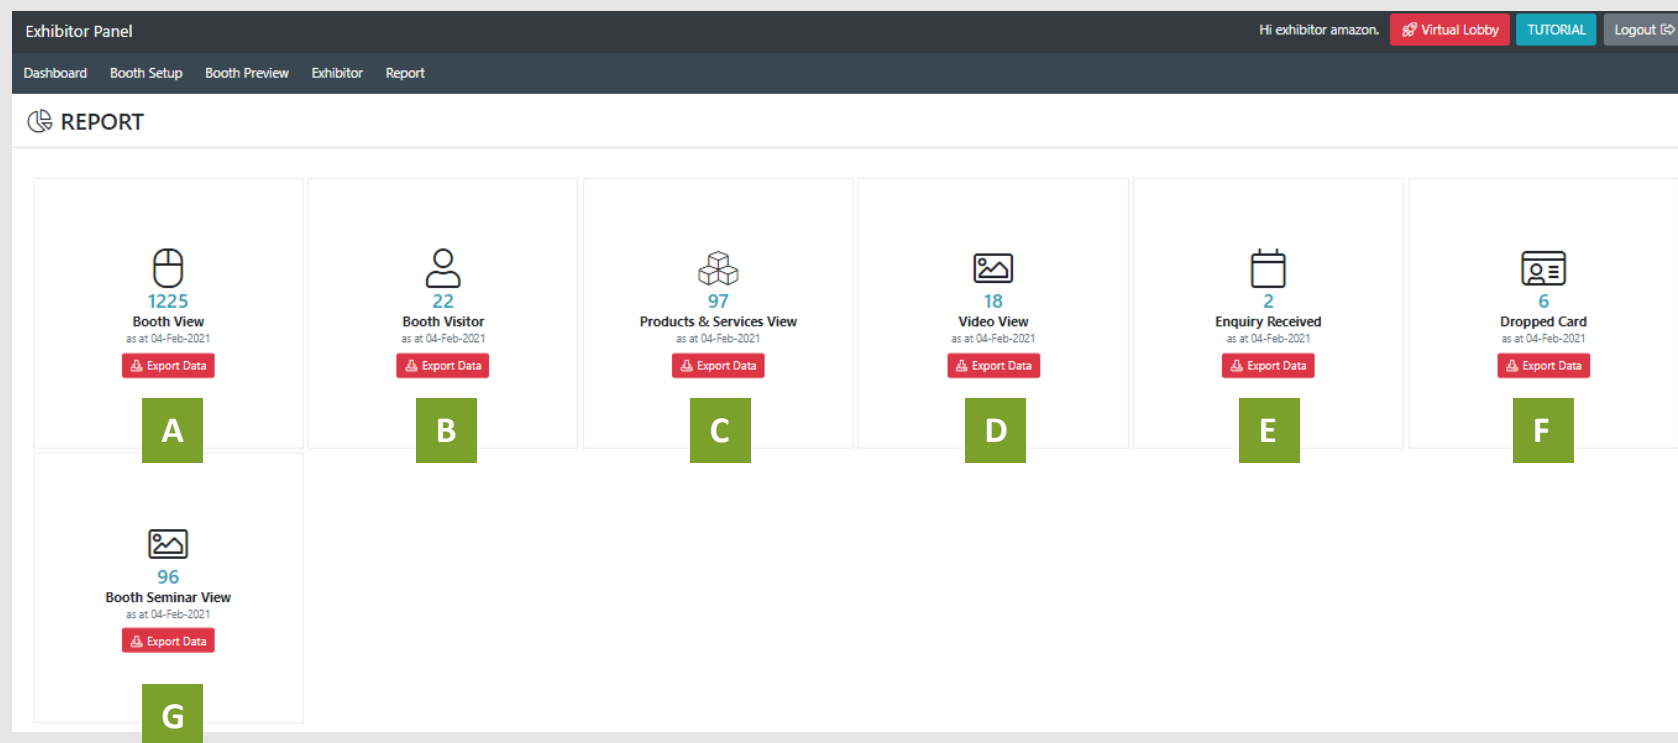 Exhibitor Panel
Hi exhibitor amazon. Virtual Lobby TUTORIAL Logout
Dashboard Booth Setup Booth Preview Exhibitor Report
REPORT
1225
Booth View
as at 04-Feb-2021
Export Data
A
22
Booth Visitor
as at 04-Feb-2021
Export Data
B
97
Products & Services View
as at 04-Feb-2021
Export Data
C
18
Video View
as at 04-Feb-2021
Export Data
D
2
Enquiry Received
as at 04-Feb-2021
Export Data
E
6
Dropped Card
as at 04-Feb-2021
Export Data
F
96
Booth Seminar View
as at 04-Feb-2021
Export Data
G